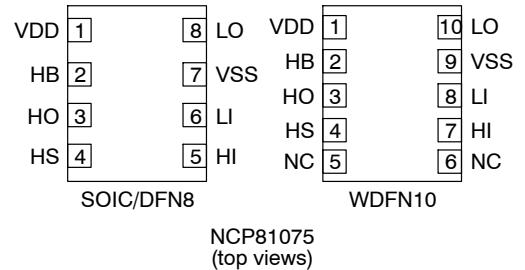 VDD 1 8 LO
HB 2 7 VSS
HO 3 6 LI
HS 4 5 HI
SOIC/DFN8
VDD 1 10 LO
HB 2 9 VSS
HO 3 8 LI
HS 4 7 HI
NC 5 6 NC
WDFN10
NCP81075
(top views)